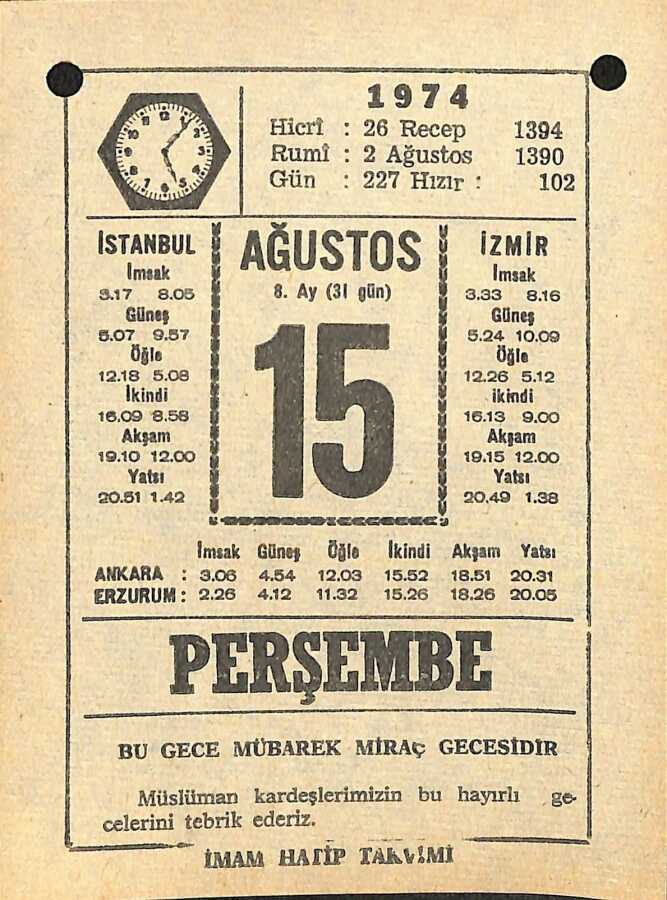 1974
Hicrî : 26 Recep 1394
Rumî : 2 Ağustos 1390
Gün : 227 Hızır : 102
İSTANBUL
İmsak
3.17 8.05
Güneş
5.07 9.57
Öğle
12.18 5.08
İkindi
16.09 8.58
Akşam
19.10 12.00
Yatsı
20.51 1.42
AĞUSTOS
8. Ay (31 gün)
15
İZMİR
İmsak
3.33 8.16
Güneş
5.24 10.09
Öğle
12.26 5.12
ikindi
16.13 9.00
Akşam
19.15 12.00
Yatsı
20.49 1.38
İmsak Güneş Öğle İkindi Akşam Yatsı
ANKARA : 3.06 4.54 12.03 15.52 18.51 20.31
ERZURUM : 2.26 4.12 11.32 15.26 18.26 20.05
PERŞEMBE
BU GECE MÜBAREK MİRAÇ GECESİDİR
Müslüman kardeşlerimizin bu hayırlı ge-
celerini tebrik ederiz.
İMAM HATİP TAKVİMİ